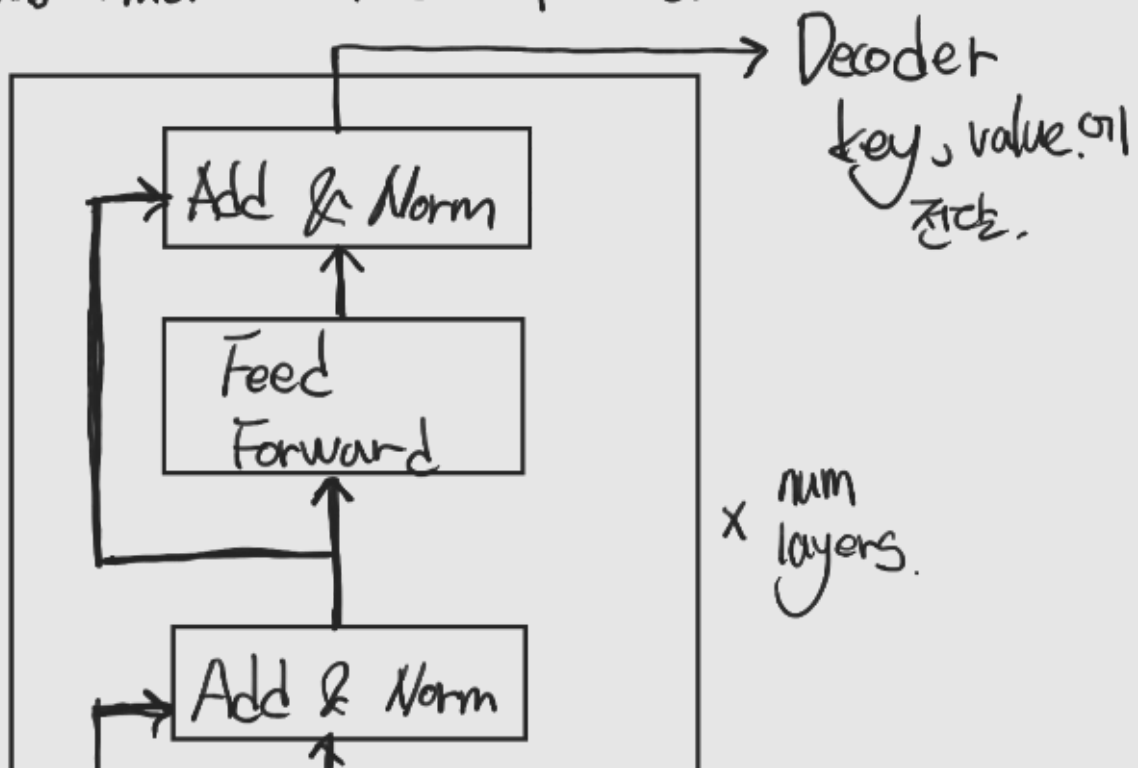 Decoder
key, value에
전달.
Add & Norm
Feed
Forward
x num
layers.
Add & Norm